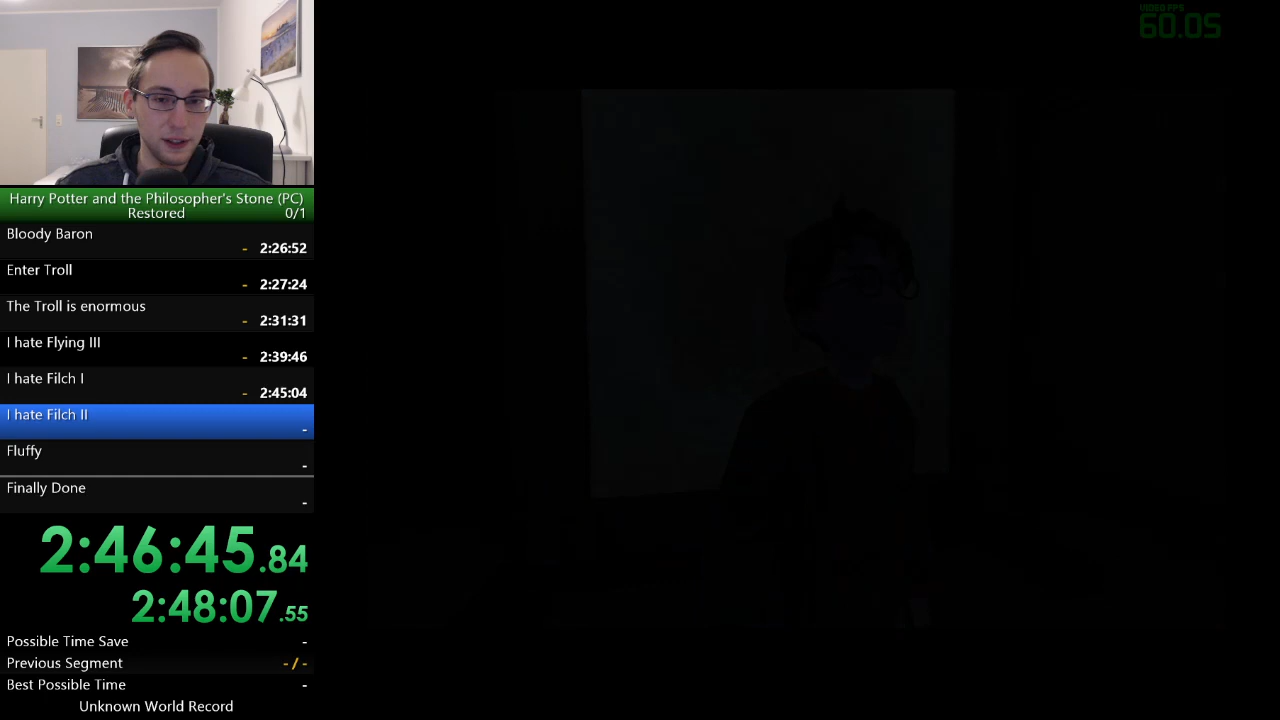 VIDEO FPS
60.05
Harry Potter and the Philosopher's Stone (PC)
Restored 0/1
Bloody Baron
- 2:26:52
Enter Troll
- 2:27:24
The Troll is enormous
- 2:31:31
I hate Flying III
- 2:39:46
I hate Filch I
- 2:45:04
I hate Filch II
-
Fluffy
-
Finally Done
-
2:46:45.84
2:48:07.55
Possible Time Save -
Previous Segment - / -
Best Possible Time -
Unknown World Record